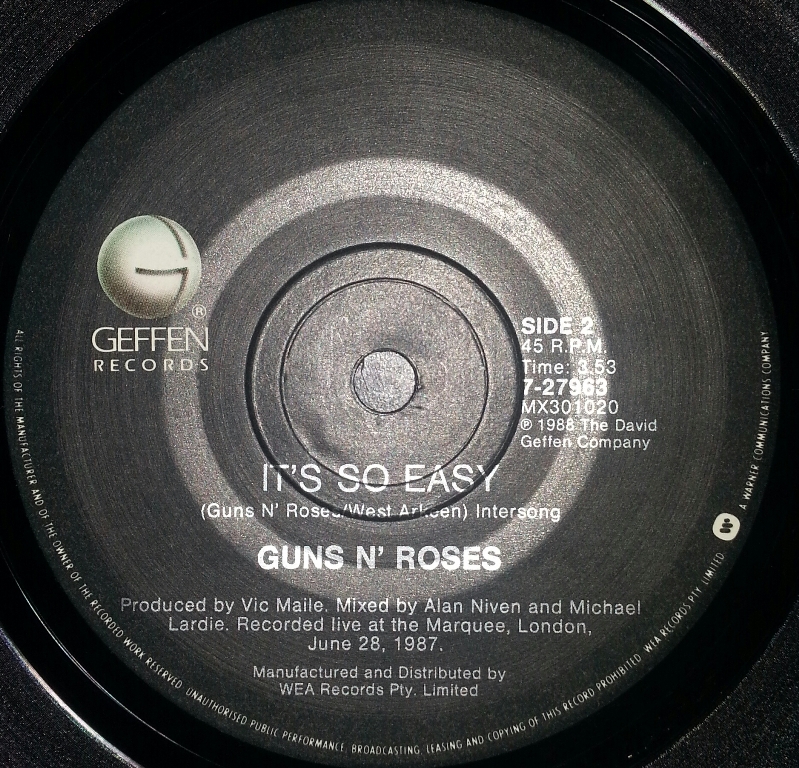 GEFFEN ®
RECORDS
SIDE 2
45 R.P.M.
Time: 3.53
7-27963
MX301020
℗ 1988 The David
Geffen Company
IT'S SO EASY
(Guns N' Roses/West Arkeen) Intersong
GUNS N' ROSES
Produced by Vic Maile. Mixed by Alan Niven and Michael
Lardie. Recorded live at the Marquee, London,
June 28, 1987.
Manufactured and Distributed by
WEA Records Pty. Limited
ALL RIGHTS OF THE MANUFACTURER AND OF THE OWNER OF THE RECORDED WORK RESERVED. UNAUTHORISED PUBLIC PERFORMANCE, BROADCASTING, LEASING AND COPYING OF THIS RECORD PROHIBITED. WEA RECORDS PTY. LIMITED A WARNER COMMUNICATIONS COMPANY